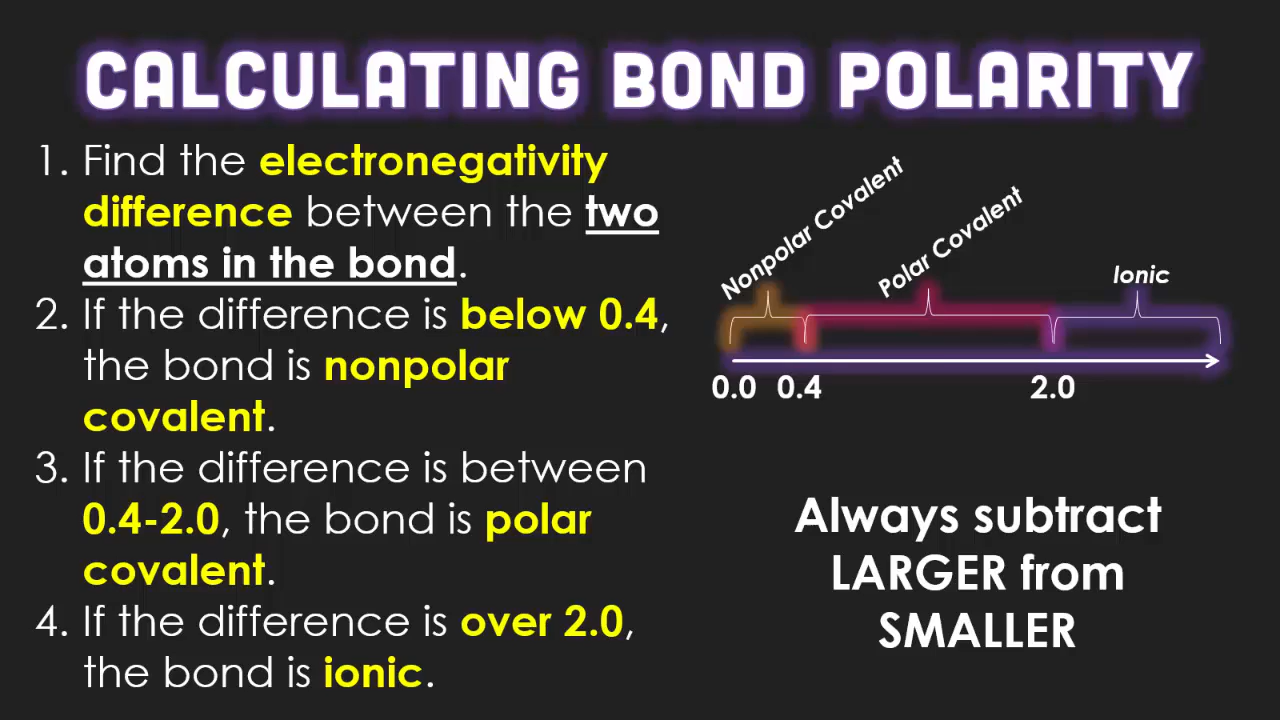 CALCULATING BOND POLARITY
1. Find the electronegativity
difference between the two
atoms in the bond.
2. If the difference is below 0.4,
the bond is nonpolar
covalent.
3. If the difference is between
0.4-2.0, the bond is polar
covalent.
4. If the difference is over 2.0,
the bond is ionic.
Nonpolar Covalent
Polar Covalent
Ionic
0.0 0.4 2.0
Always subtract
LARGER from
SMALLER